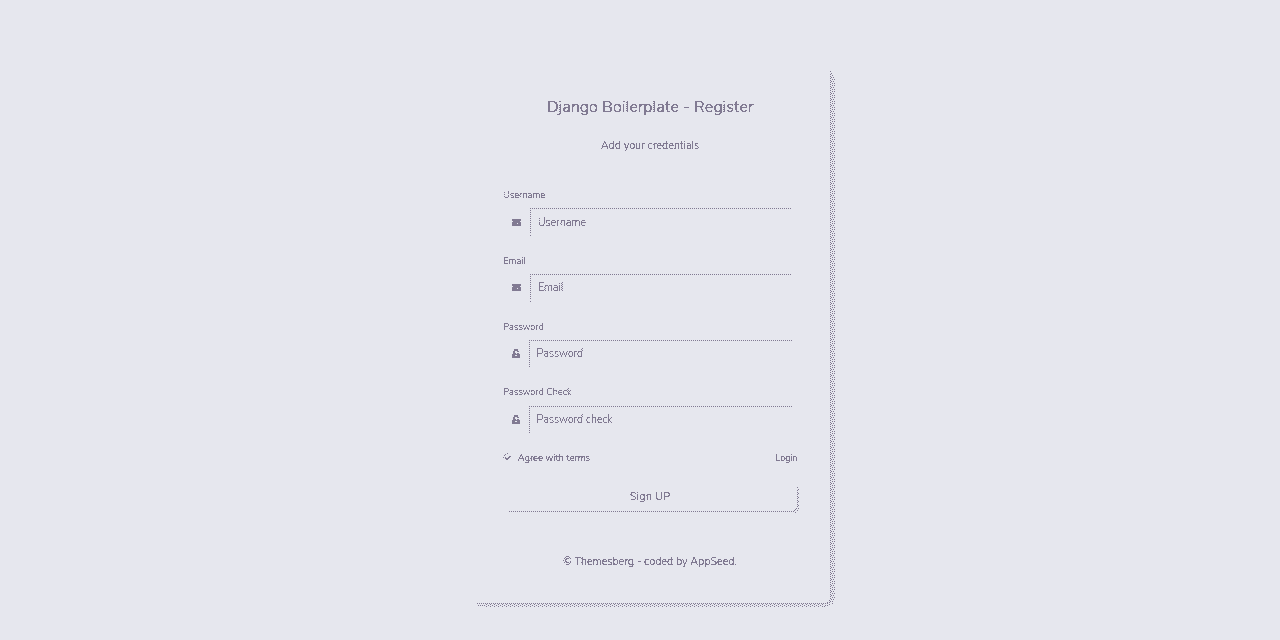 Django Boilerplate - Register
Add your credentials
Username
Username
Email
Email
Password
Password
Password Check
Password check
Agree with terms Login
Sign UP
© Themesberg - coded by AppSeed.